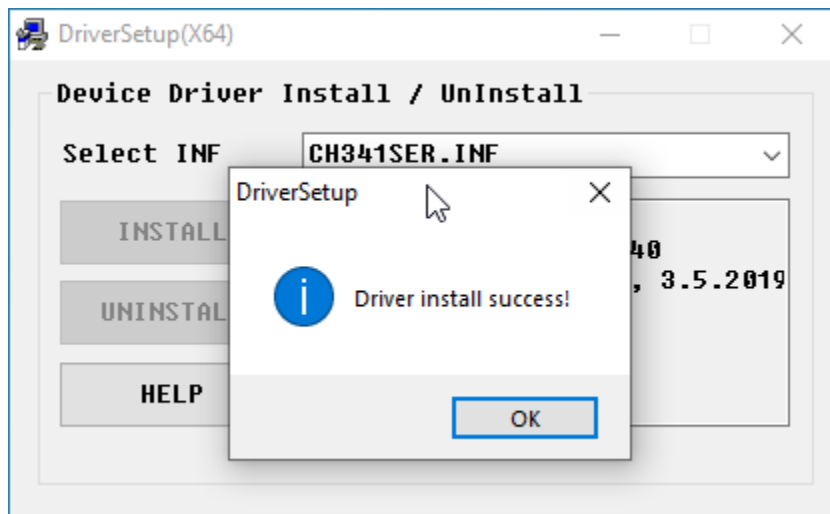 DriverSetup(X64)
Device Driver Install / UnInstall
Select INF
CH341SER.INF
DriverSetup
INSTALL
40
, 3.5.2019
Driver install success!
UNINSTAL
HELP
OK